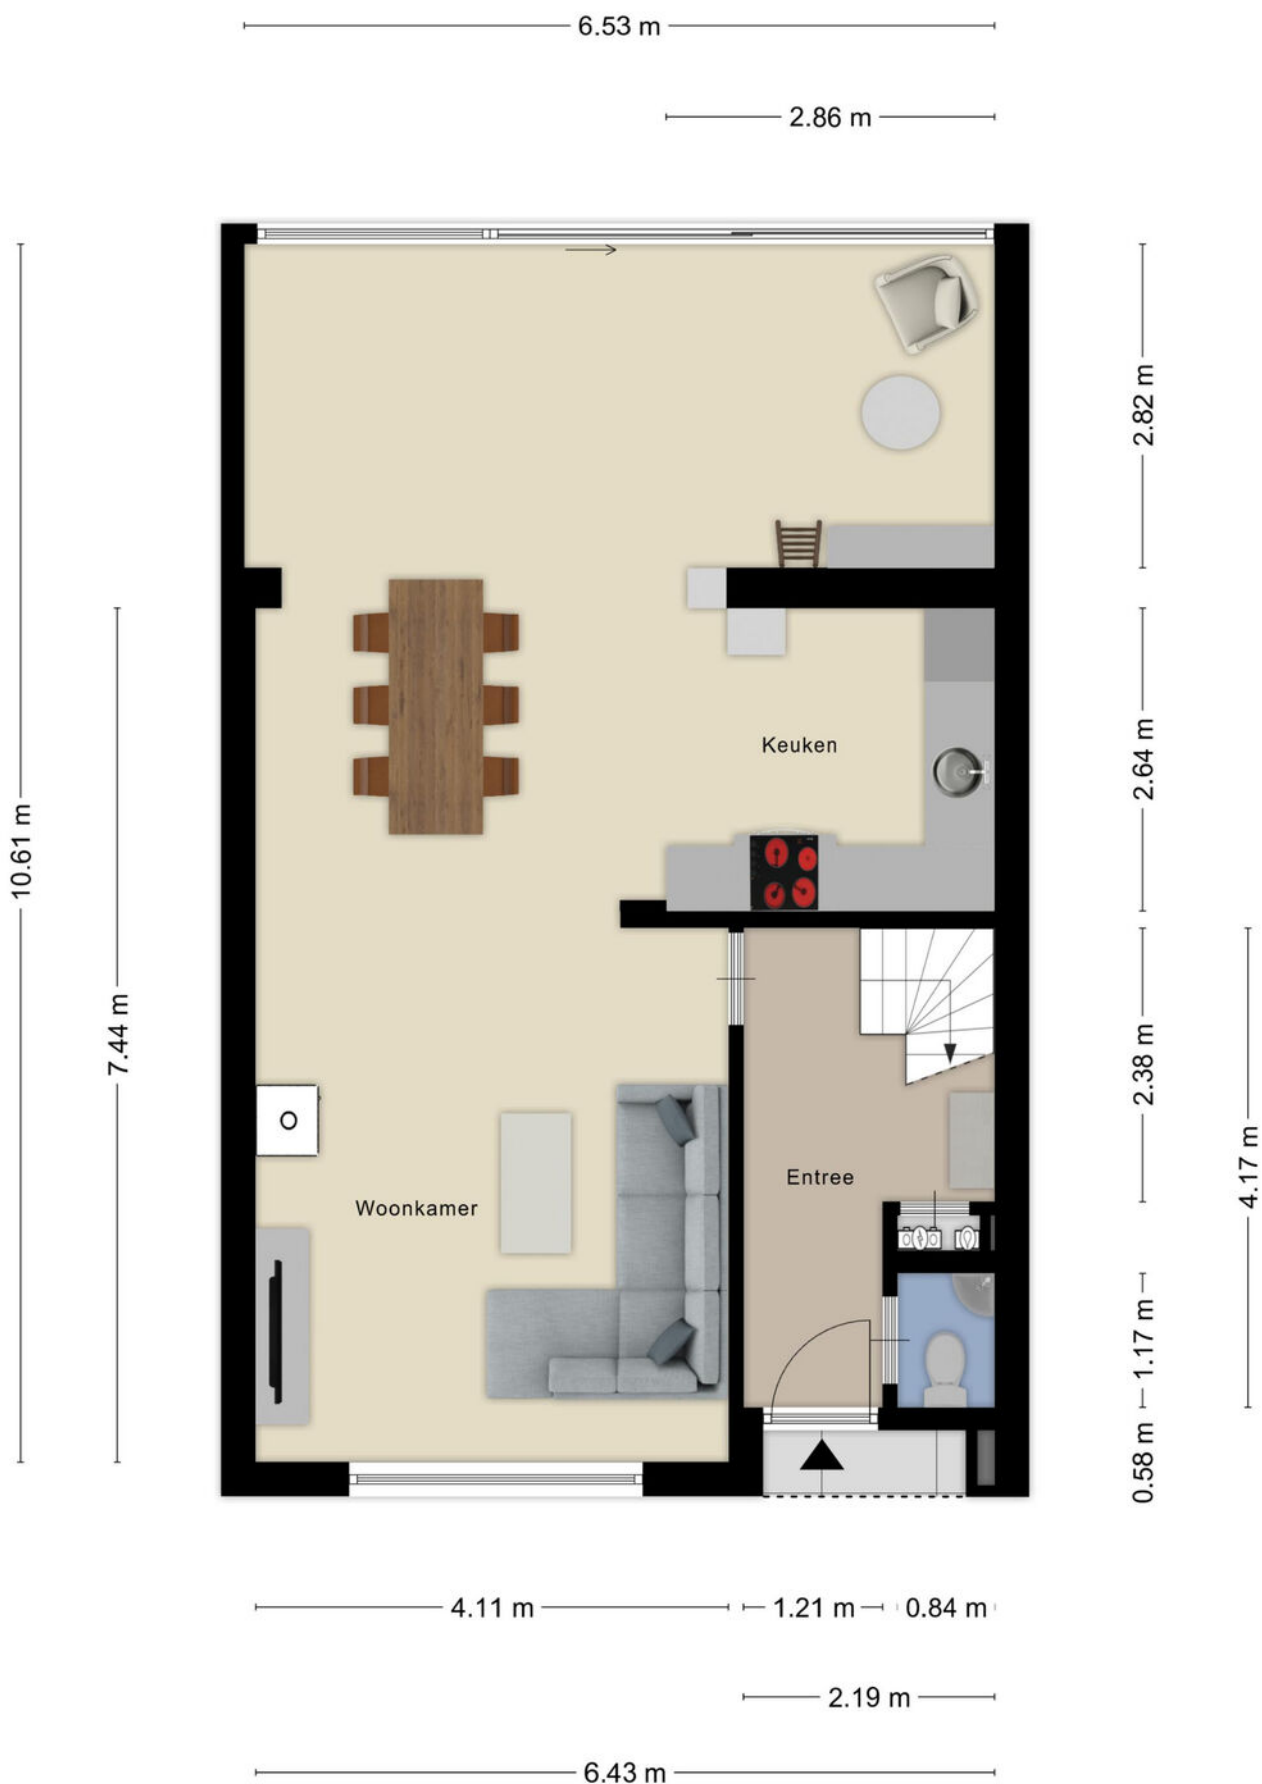 6.53 m
2.86 m
2.82 m
Keuken
2.64 m
10.61 m
7.44 m
2.38 m
4.17 m
Entree
Woonkamer
1.17 m
0.58 m
4.11 m
1.21 m
0.84 m
2.19 m
6.43 m